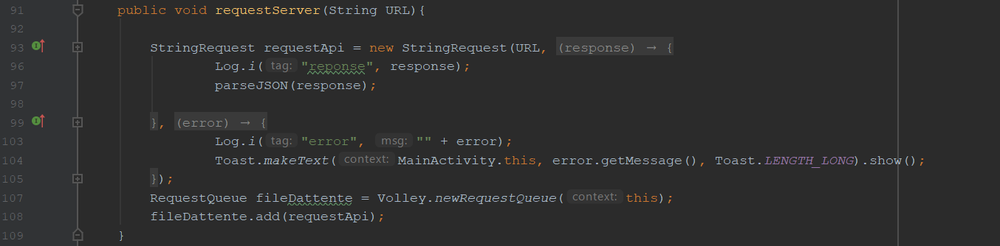 91 public void requestServer(String URL){
92
93 StringRequest requestApi = new StringRequest(URL, (response) → {
96 Log.i( tag: "reponse", response);
97 parseJSON(response);
98
99 }, (error) → {
103 Log.i( tag: "error", msg: "" + error);
104 Toast.makeText( context: MainActivity.this, error.getMessage(), Toast.LENGTH_LONG).show();
105 });
107 RequestQueue fileDattente = Volley.newRequestQueue( context: this);
108 fileDattente.add(requestApi);
109 }